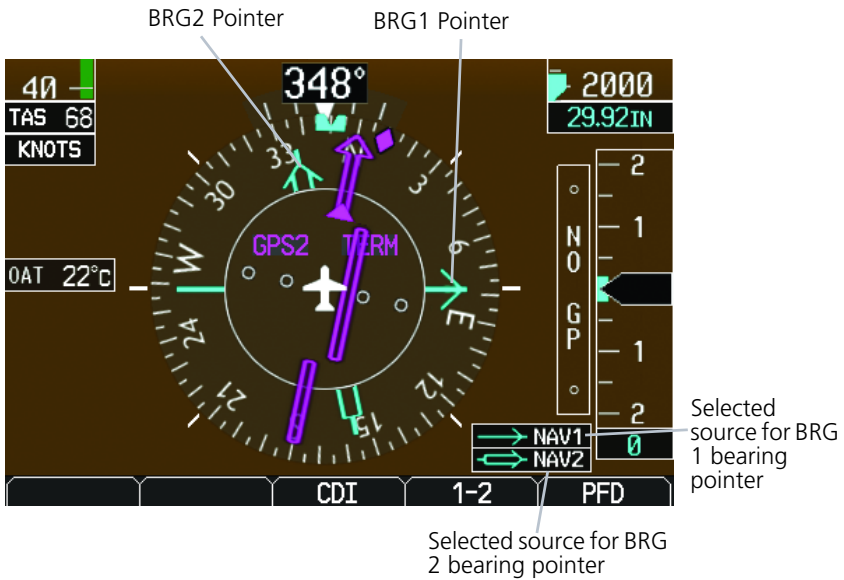 BRG2 Pointer
BRG1 Pointer
40
348°
2000
TAS 68
29.92IN
KNOTS
33
N
3
30
6
W
E
24
12
21
15
GPS2 TERM
OAT 22°C
NO GP
2
1
1
2
0
NAV1
NAV2
Selected
source for BRG
1 bearing
pointer
CDI
1-2
PFD
Selected source for BRG
2 bearing pointer